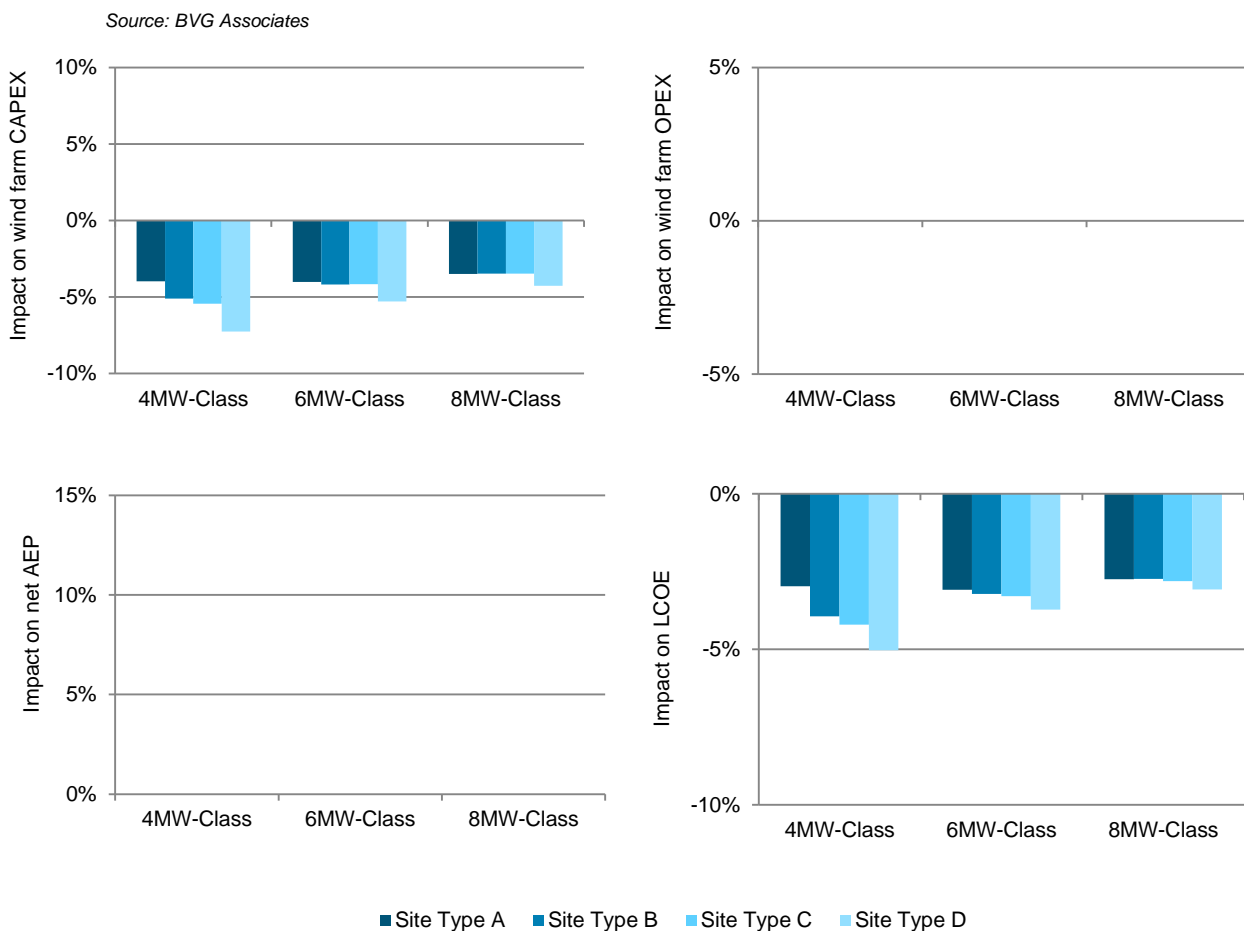 Source: BVG Associates
Impact on wind farm CAPEX
10%
5%
0%
-5%
-10%
4MW-Class 6MW-Class 8MW-Class
Impact on wind farm OPEX
5%
0%
-5%
4MW-Class 6MW-Class 8MW-Class
Impact on net AEP
15%
10%
5%
0%
4MW-Class 6MW-Class 8MW-Class
Impact on LCOE
0%
-5%
-10%
4MW-Class 6MW-Class 8MW-Class
Site Type A Site Type B Site Type C Site Type D